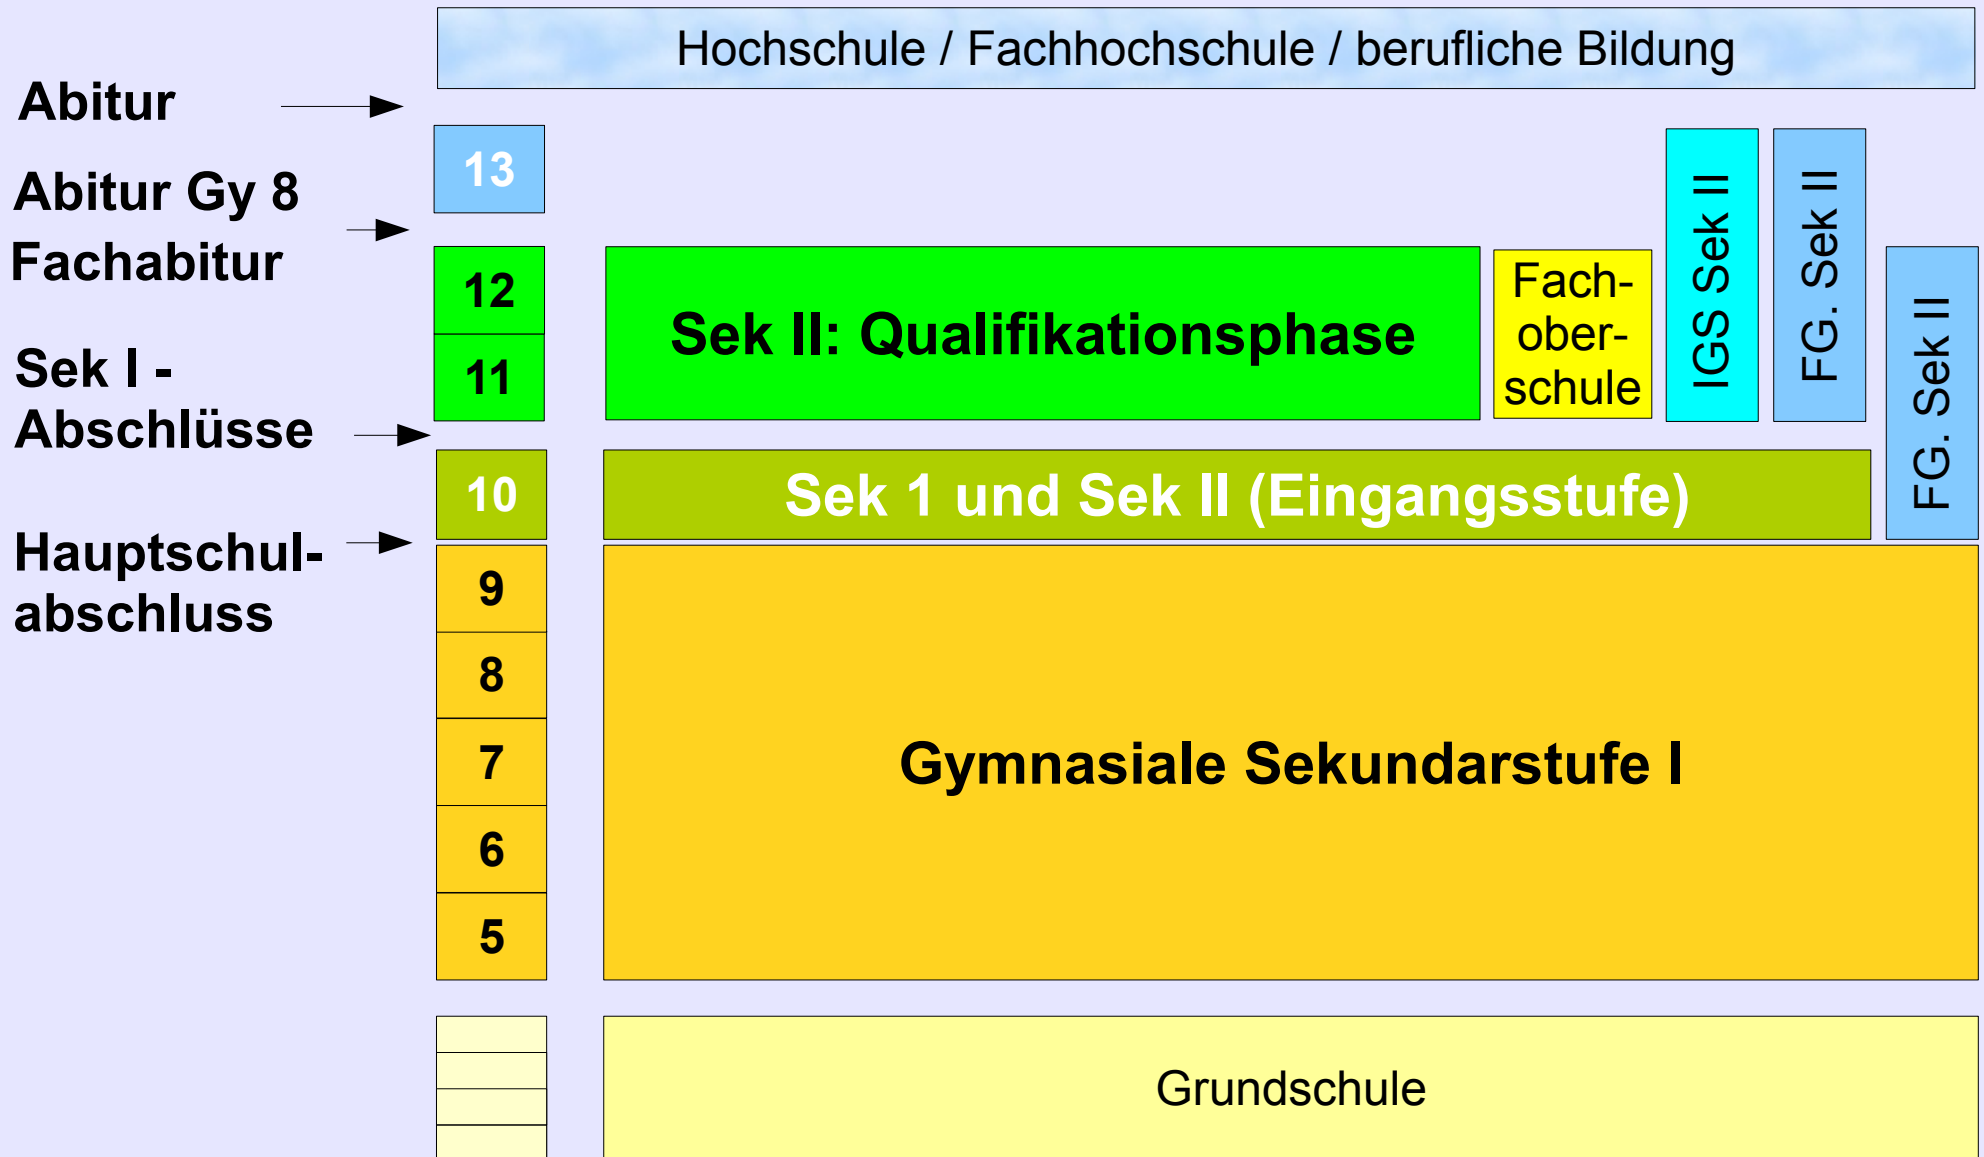 Hochschule / Fachhochschule / berufliche Bildung
Abitur
13
Abitur Gy 8
Fachabitur
12
11
Sek II: Qualifikationsphase
Fach-
ober-
schule
IGS Sek II
FG. Sek II
FG. Sek II
Sek I -
Abschlüsse
10
Sek 1 und Sek II (Eingangsstufe)
Hauptschul-
abschluss
9
8
7
6
5
Gymnasiale Sekundarstufe I
Grundschule